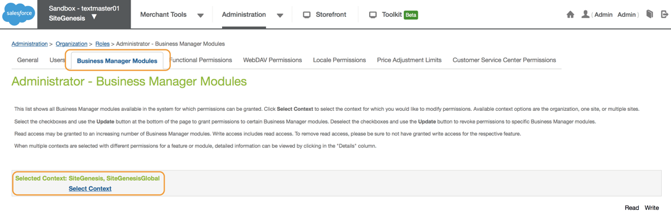 salesforce Sandbox - textmaster01 SiteGenesis Merchant Tools Administration Storefront Toolkit Beta Admin Admin
Administration > Organization > Roles > Administrator - Business Manager Modules
General Users Business Manager Modules Functional Permissions WebDAV Permissions Locale Permissions Price Adjustment Limits Customer Service Center Permissions
Administrator - Business Manager Modules
This list shows all Business Manager modules available in the system for which permissions can be granted. Click Select Context to select the context for which you would like to modify permissions. Available context options are the organization, one site, or multiple sites.
Select the checkboxes and use the Update button at the bottom of the page to grant permissions to certain Business Manager modules. Deselect the checkboxes and use the Update button to revoke permissions to specific Business Manager modules.
Read access may be granted to an increasing number of Business Manager modules. Write access includes read access. To remove read access, please be sure to not have granted write access for the respective feature.
When multiple contexts are selected with different permissions for a feature or module, detailed information can be viewed by clicking in the "Details" column.
Selected Context: SiteGenesis, SiteGenesisGlobal
Select Context
Read Write